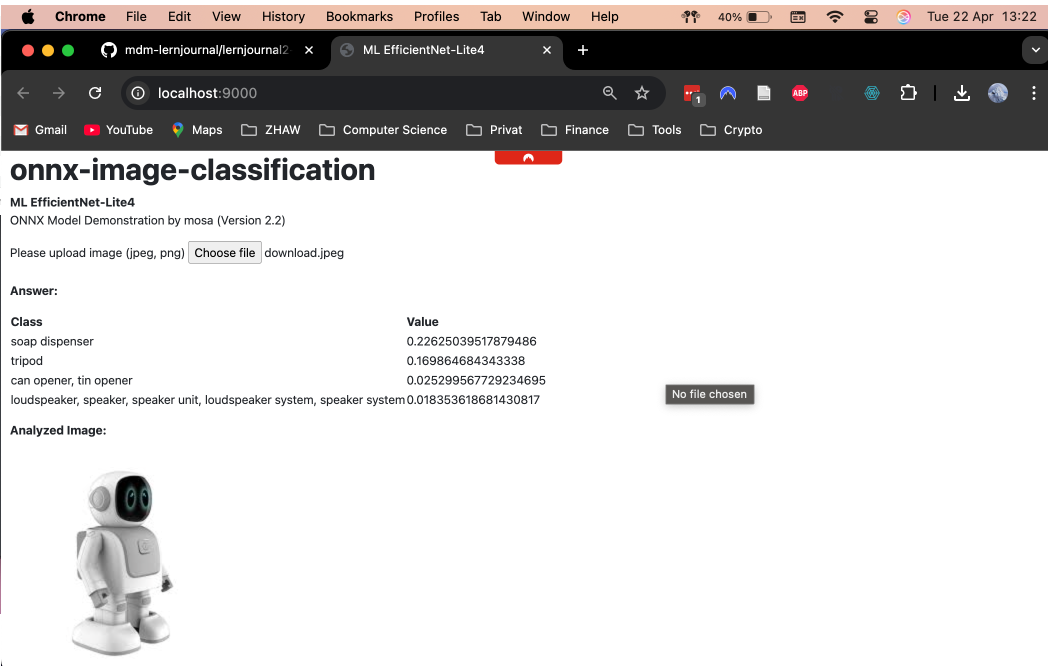 Chrome File Edit View History Bookmarks Profiles Tab Window Help 40% Tue 22 Apr 13:22
mdm-lernjournal/lernjournal2 ML EfficientNet-Lite4
localhost:9000 1 ABP
Gmail YouTube Maps ZHAW Computer Science Privat Finance Tools Crypto
onnx-image-classification
ML EfficientNet-Lite4
ONNX Model Demonstration by mosa (Version 2.2)
Please upload image (jpeg, png) Choose file download.jpeg
Answer:
Class Value
soap dispenser 0.22625039517879486
tripod 0.169864684343338
can opener, tin opener 0.025299567729234695
loudspeaker, speaker, speaker unit, loudspeaker system, speaker system 0.018353618681430817
No file chosen
Analyzed Image: